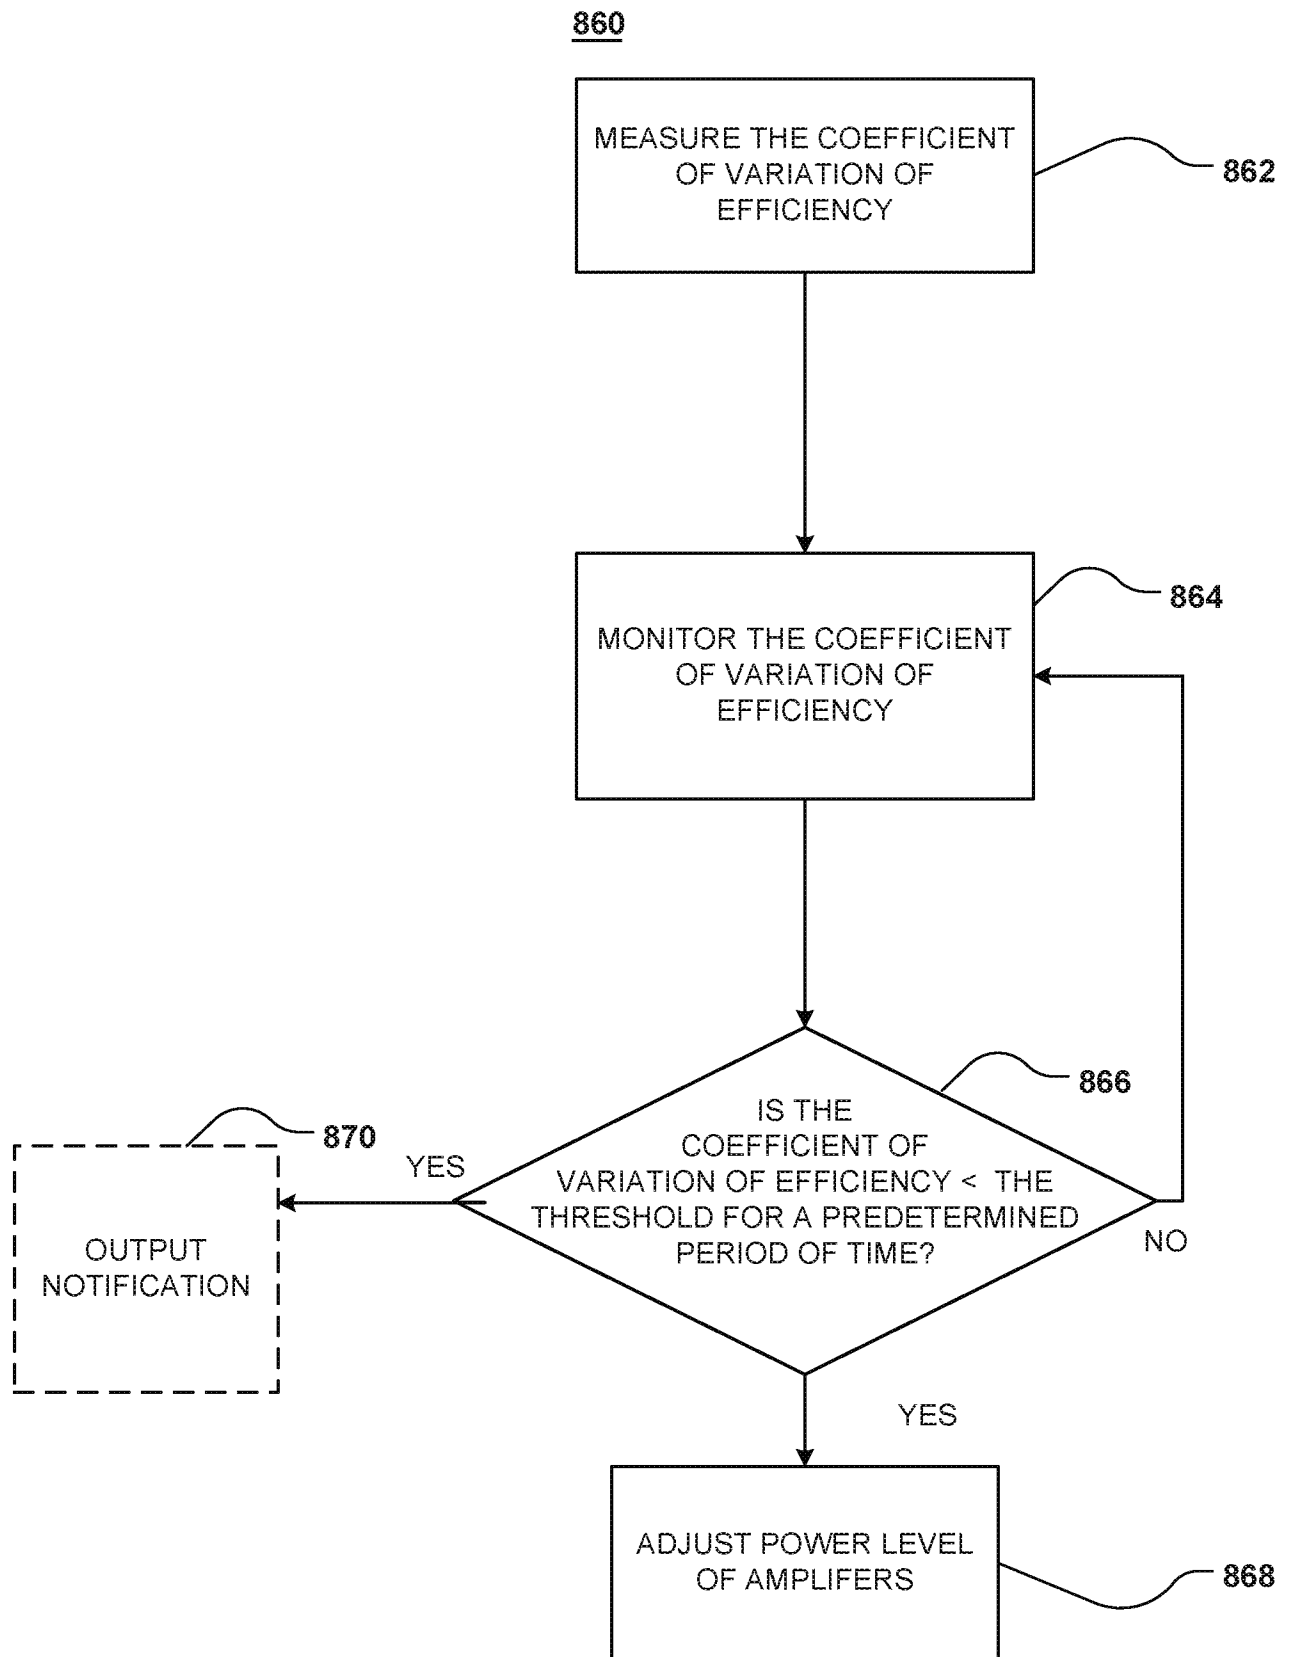 860
MEASURE THE COEFFICIENT
OF VARIATION OF
EFFICIENCY
862
MONITOR THE COEFFICIENT
OF VARIATION OF
EFFICIENCY
864
IS THE
COEFFICIENT OF
VARIATION OF EFFICIENCY < THE
THRESHOLD FOR A PREDETERMINED
PERIOD OF TIME?
866
YES
870
OUTPUT
NOTIFICATION
NO
YES
ADJUST POWER LEVEL
OF AMPLIFERS
868